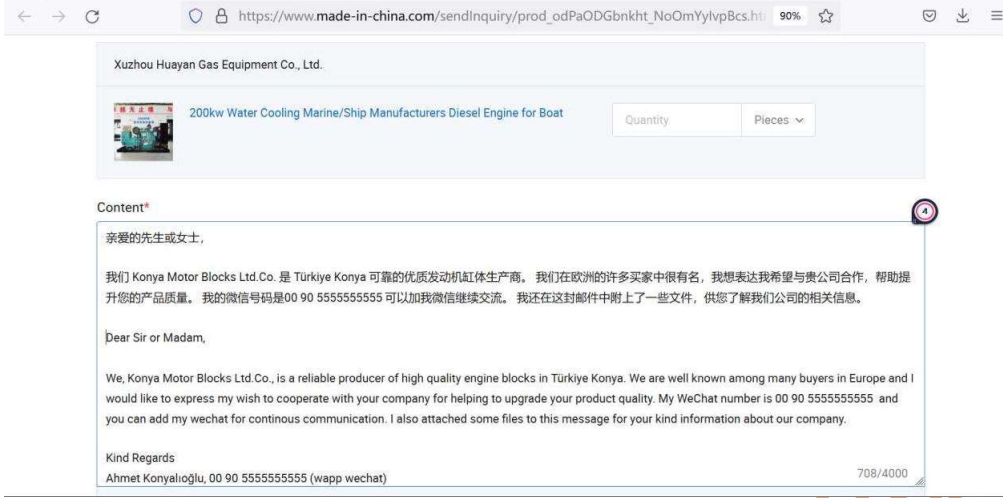 https://www.made-in-china.com/sendInquiry/prod_odPaODGbnkht_NoOmYyIvpBcs.ht
90%
Xuzhou Huayan Gas Equipment Co., Ltd.
200kw Water Cooling Marine/Ship Manufacturers Diesel Engine for Boat
Quantity
Pieces
Content*
4
亲爱的先生或女士，
我们 Konya Motor Blocks Ltd.Co. 是 Türkiye Konya 可靠的优质发动机缸体生产商。 我们在欧洲的许多买家中很有名，我想表达我希望与贵公司合作，帮助提
升您的产品质量。 我的微信号码是00 90 5555555555 可以加我微信继续交流。 我还在这封邮件中附上了一些文件，供您了解我们公司的相关信息。
Dear Sir or Madam,
We, Konya Motor Blocks Ltd.Co., is a reliable producer of high quality engine blocks in Türkiye Konya. We are well known among many buyers in Europe and I
would like to express my wish to cooperate with your company for helping to upgrade your product quality. My WeChat number is 00 90 5555555555 and
you can add my wechat for continous communication. I also attached some files to this message for your kind information about our company.
Kind Regards
Ahmet Konyalıoğlu, 00 90 5555555555 (wapp wechat)
708/4000